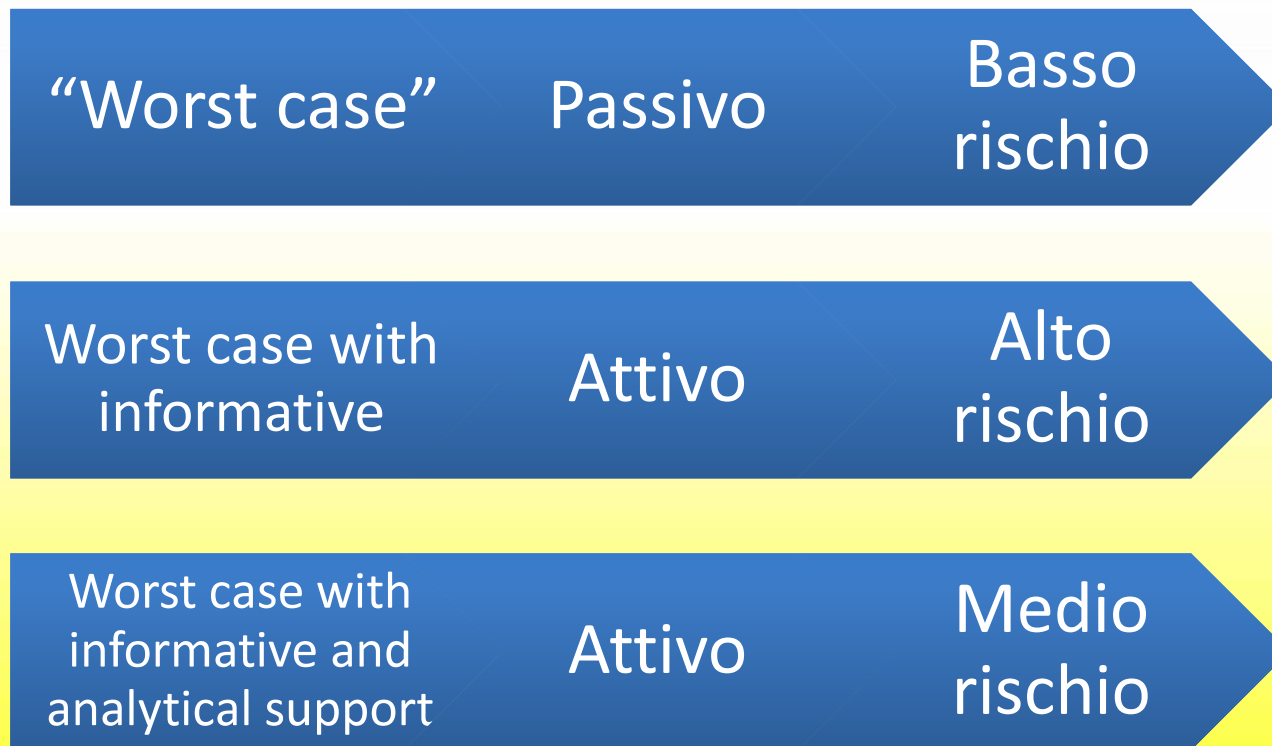 “Worst case”
Passivo
Basso
rischio
Worst case with
informative
Attivo
Alto
rischio
Worst case with
informative and
analytical support
Attivo
Medio
rischio